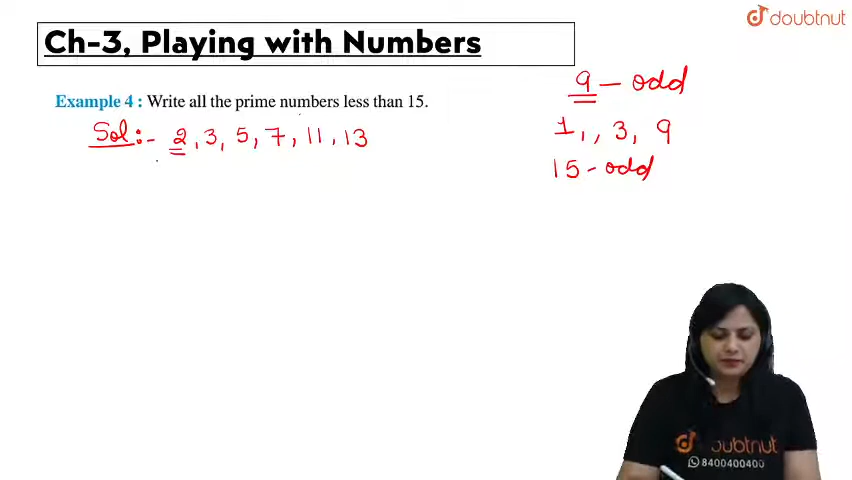 doubtnut
Ch-3, Playing with Numbers
9 - odd
Example 4 : Write all the prime numbers less than 15.
Sol:- 2, 3, 5, 7, 11, 13
1,, 3, 9
15 - odd
doubtnut
8400400400